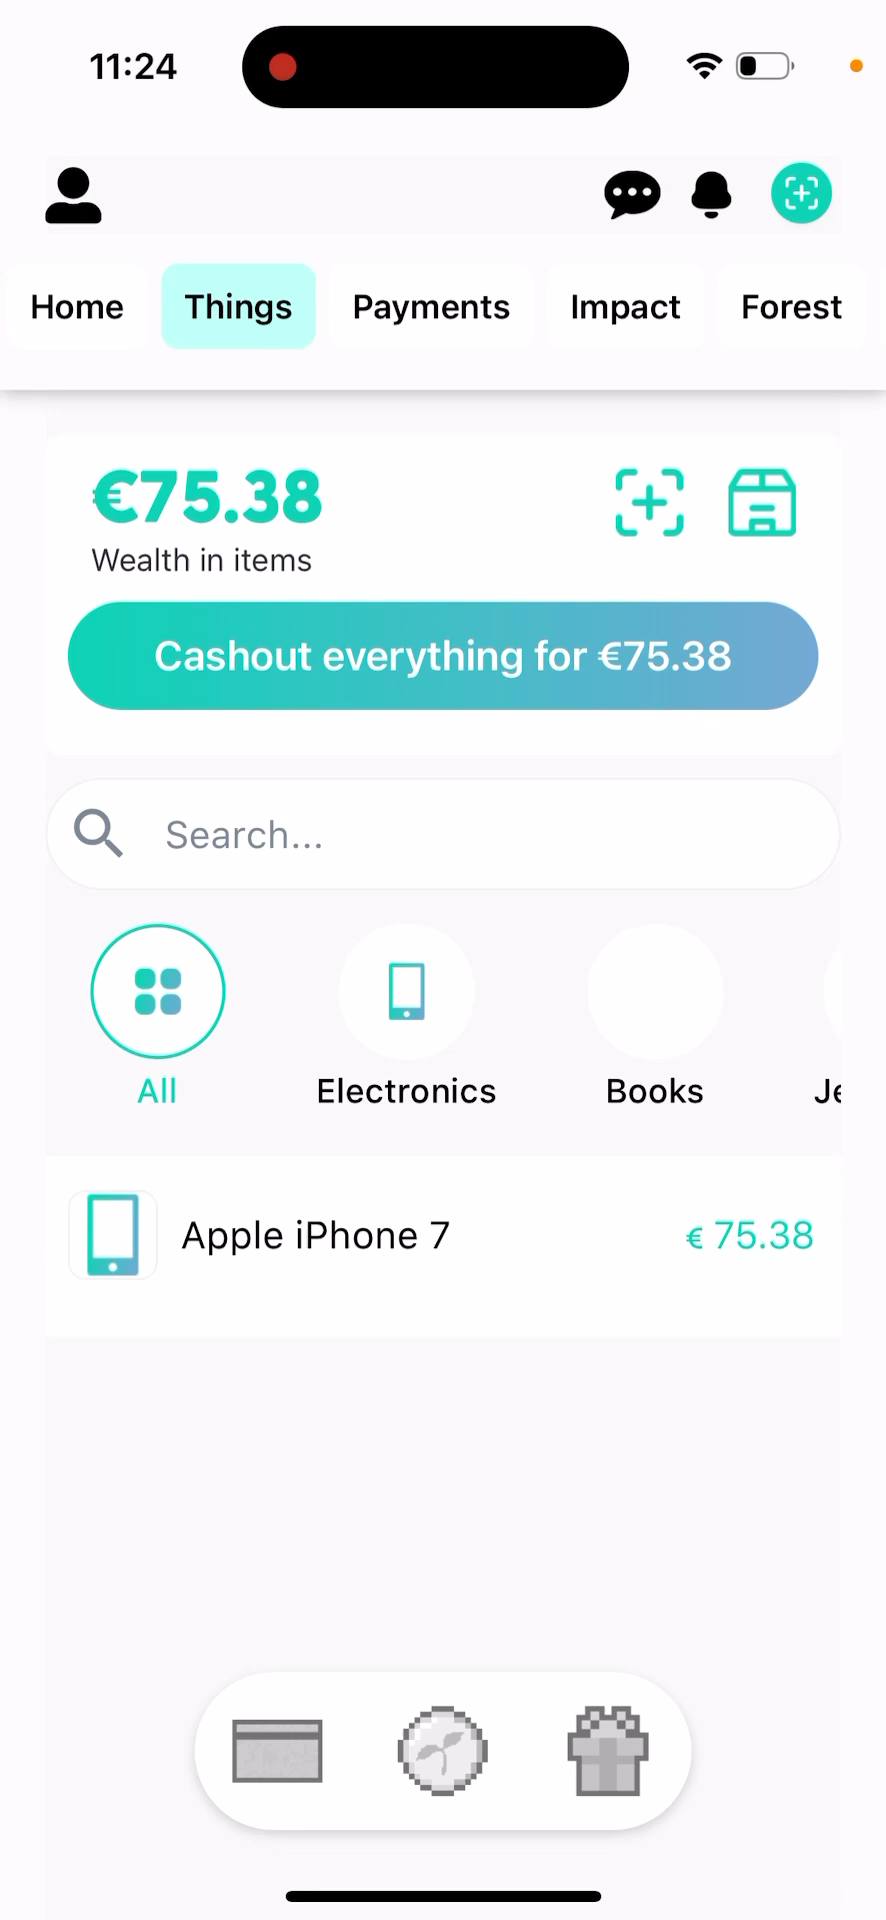 11:24
Home Things Payments Impact Forest
€75.38
Wealth in items
Cashout everything for €75.38
Search...
All Electronics Books Je
Apple iPhone 7 € 75.38